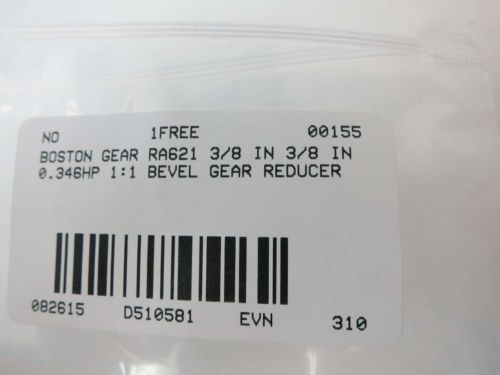 NO 1FREE 00155
BOSTON GEAR RA621 3/8 IN 3/8 IN
0.346HP 1:1 BEVEL GEAR REDUCER
082615 D510581 EVN 310